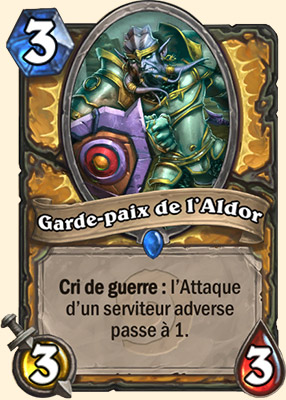 3
Garde-paix de l'Aldor
Cri de guerre : l'Attaque
d'un serviteur adverse
passe à 1.
3
3